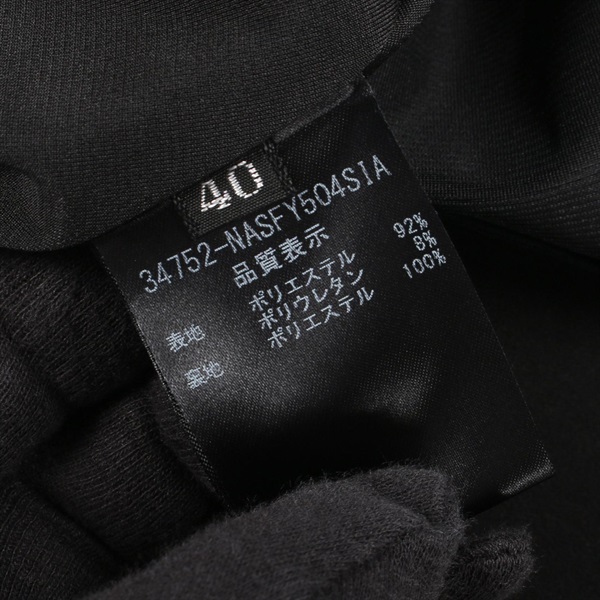 40
34752-NASFY504SIA
品質表示
表地 ポリエステル 92%
ポリウレタン 8%
裏地 ポリエステル 100%